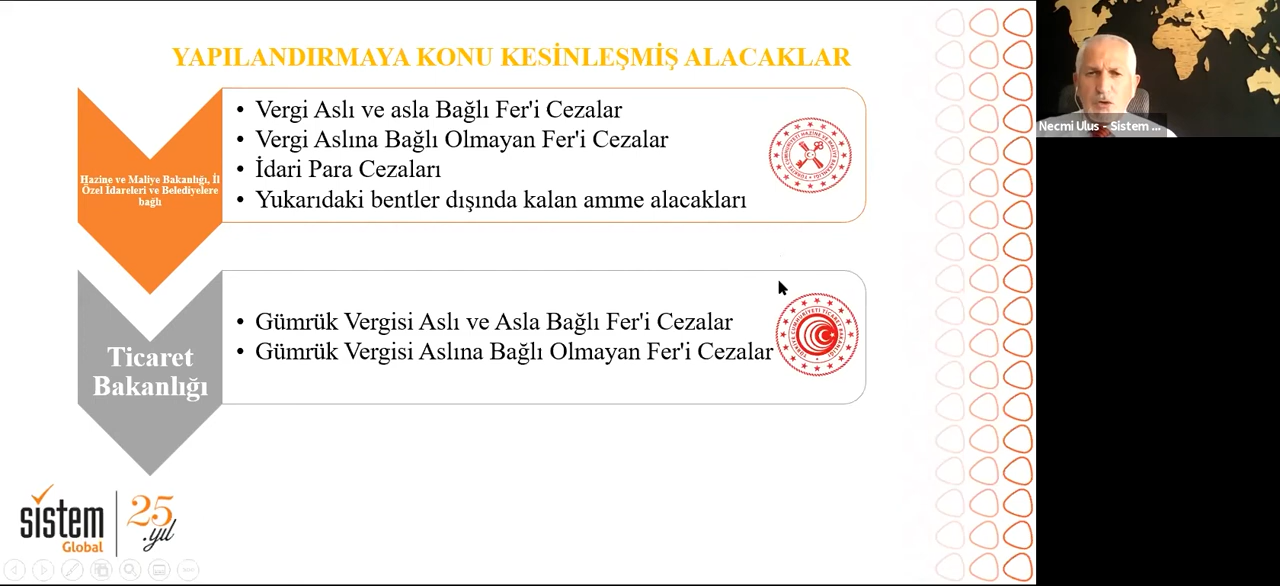 YAPILANDIRMAYA KONU KESİNLEŞMİŞ ALACAKLAR
Hazine ve Maliye Bakanlığı, İl
Özel İdareleri ve Belediyelere
bağlı
• Vergi Aslı ve asla Bağlı Fer'i Cezalar
• Vergi Aslına Bağlı Olmayan Fer'i Cezalar
• İdari Para Cezaları
• Yukarıdaki bentler dışında kalan amme alacakları
Ticaret
Bakanlığı
• Gümrük Vergisi Aslı ve Asla Bağlı Fer'i Cezalar
• Gümrük Vergisi Aslına Bağlı Olmayan Fer'i Cezalar
sistem
Global
25
.yıl
Necmi Ulus - Sistem ...